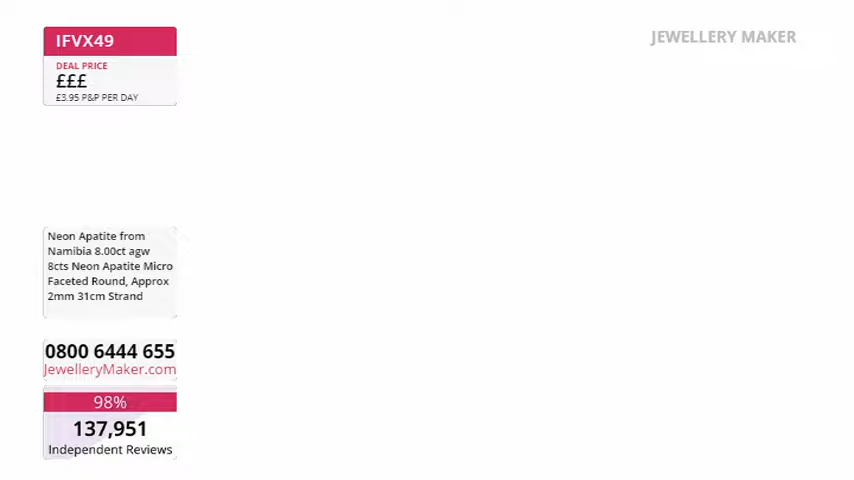 IFVX49
JEWELLERY MAKER
DEAL PRICE
£££
£3.95 P&P PER DAY
Neon Apatite from
Namibia 8.00ct agw
8cts Neon Apatite Micro
Faceted Round, Approx
2mm 31cm Strand
0800 6444 655
JewelleryMaker.com
98%
137,951
Independent Reviews